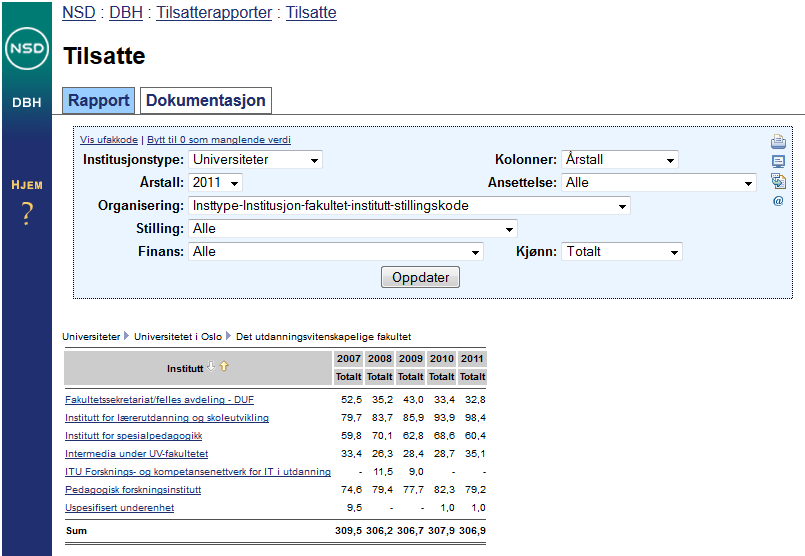 NSD : DBH : Tilsatterapporter : Tilsatte
NSD
Tilsatte
DBH
Rapport Dokumentasjon
Vis ufakkode | Bytt til 0 som manglende verdi
Institusjonstype: Universiteter Kolonner: Årstall
HJEM
Årstall: 2011 Ansettelse: Alle
?
@
Organisering: Insttype-Institusjon-fakultet-institutt-stillingskode
Stilling: Alle
Finans: Alle Kjønn: Totalt
Oppdater
Universiteter Universitetet i Oslo Det utdanningsvitenskapelige fakultet
Institutt 2007 2008 2009 2010 2011
Totalt Totalt Totalt Totalt Totalt
Fakultetssekretariat/felles avdeling - DUF 52,5 35,2 43,0 33,4 32,8
Institutt for lærerutdanning og skoleutvikling 79,7 83,7 85,9 93,9 98,4
Institutt for spesialpedagogikk 59,8 70,1 62,8 68,6 60,4
Intermedia under UV-fakultetet 33,4 26,3 28,4 28,7 35,1
ITU Forsknings- og kompetansenettverk for IT i utdanning - 11,5 9,0 - -
Pedagogisk forskningsinstitutt 74,6 79,4 77,7 82,3 79,2
Uspesifisert underenhet 9,5 - - 1,0 1,0
Sum 309,5 306,2 306,7 307,9 306,9